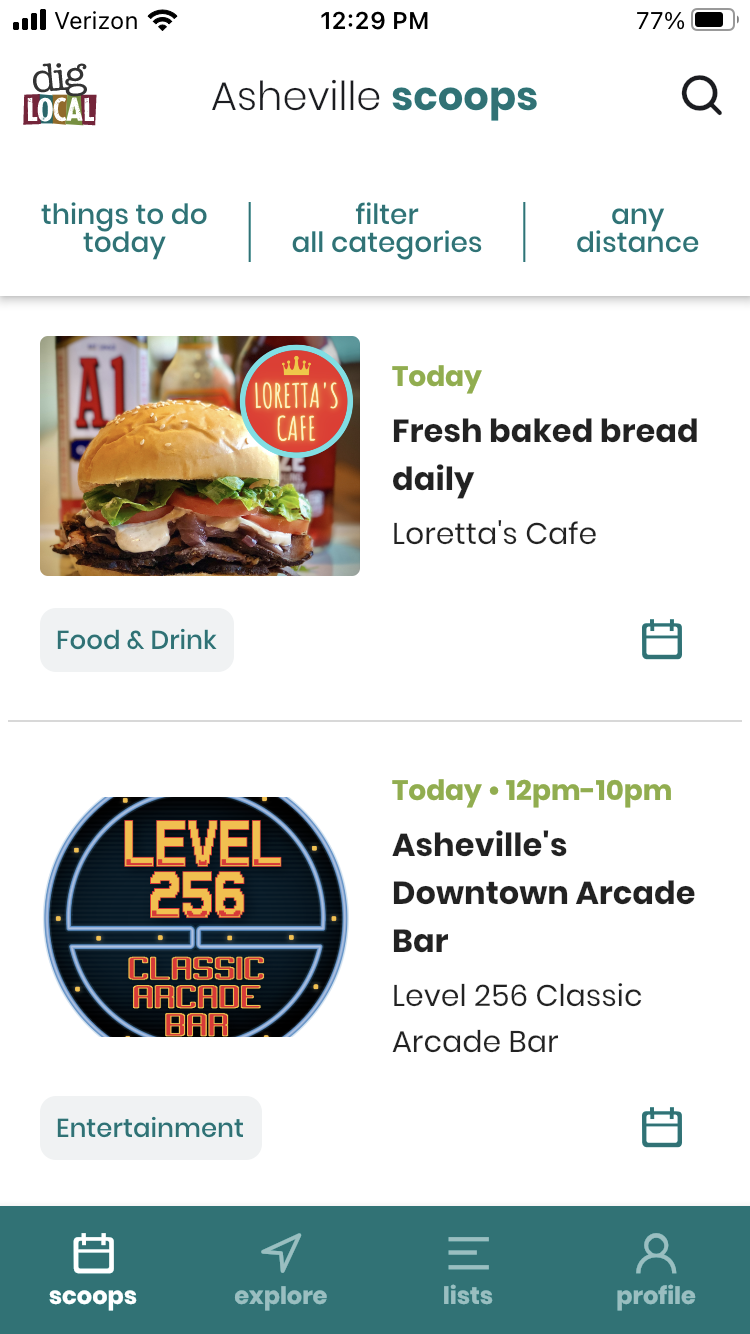 Verizon 12:29 PM 77%
dig
LOCAL
Asheville scoops
things to do
today
filter
all categories
any
distance
A1
LORETTA'S
CAFE
Today
Fresh baked bread
daily
Loretta's Cafe
Food & Drink
LEVEL
256
CLASSIC
ARCADE
BAR
Today • 12pm-10pm
Asheville's
Downtown Arcade
Bar
Level 256 Classic
Arcade Bar
Entertainment
scoops
explore
lists
profile